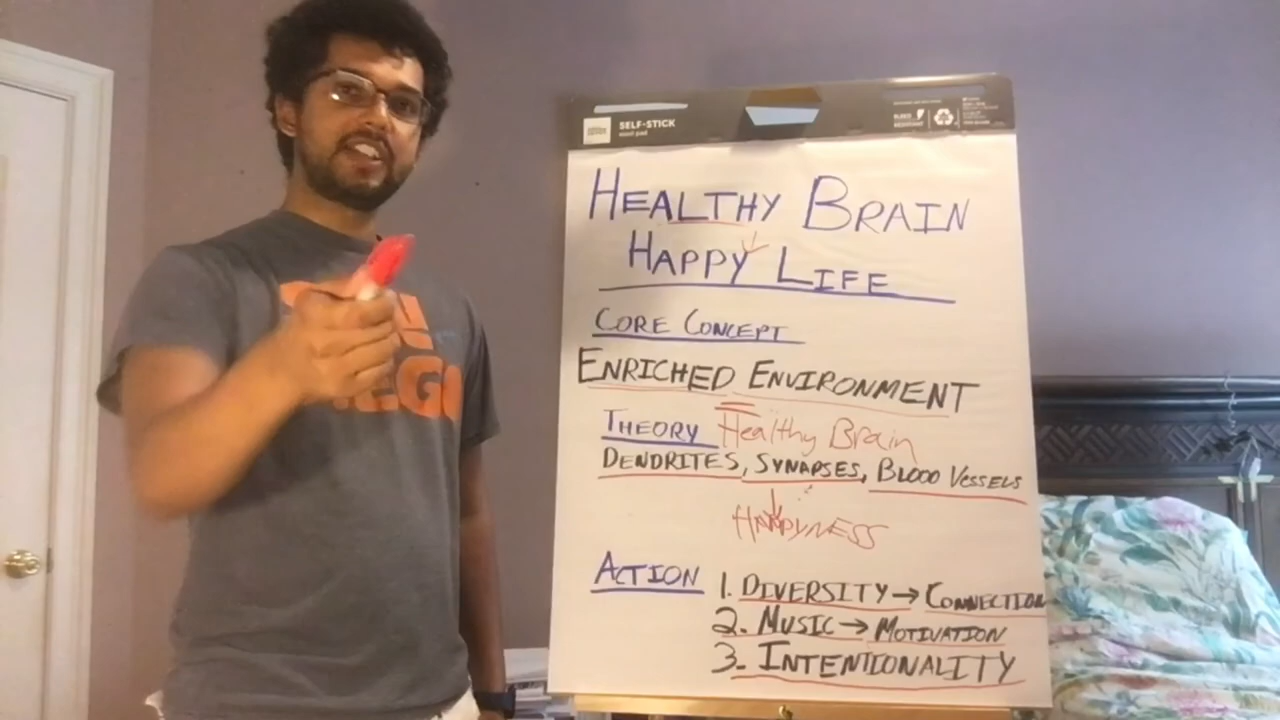 SELF-STICK
HEALTHY BRAIN
HAPPY LIFE
CORE CONCEPT
ENRICHED ENVIRONMENT
THEORY Healthy Brain
DENDRITES, SYNAPSES, BLOOD VESSELS
HAPPYNESS
ACTION
1. DIVERSITY → CONNECTION
2. MUSIC → MOTIVATION
3. INTENTIONALITY